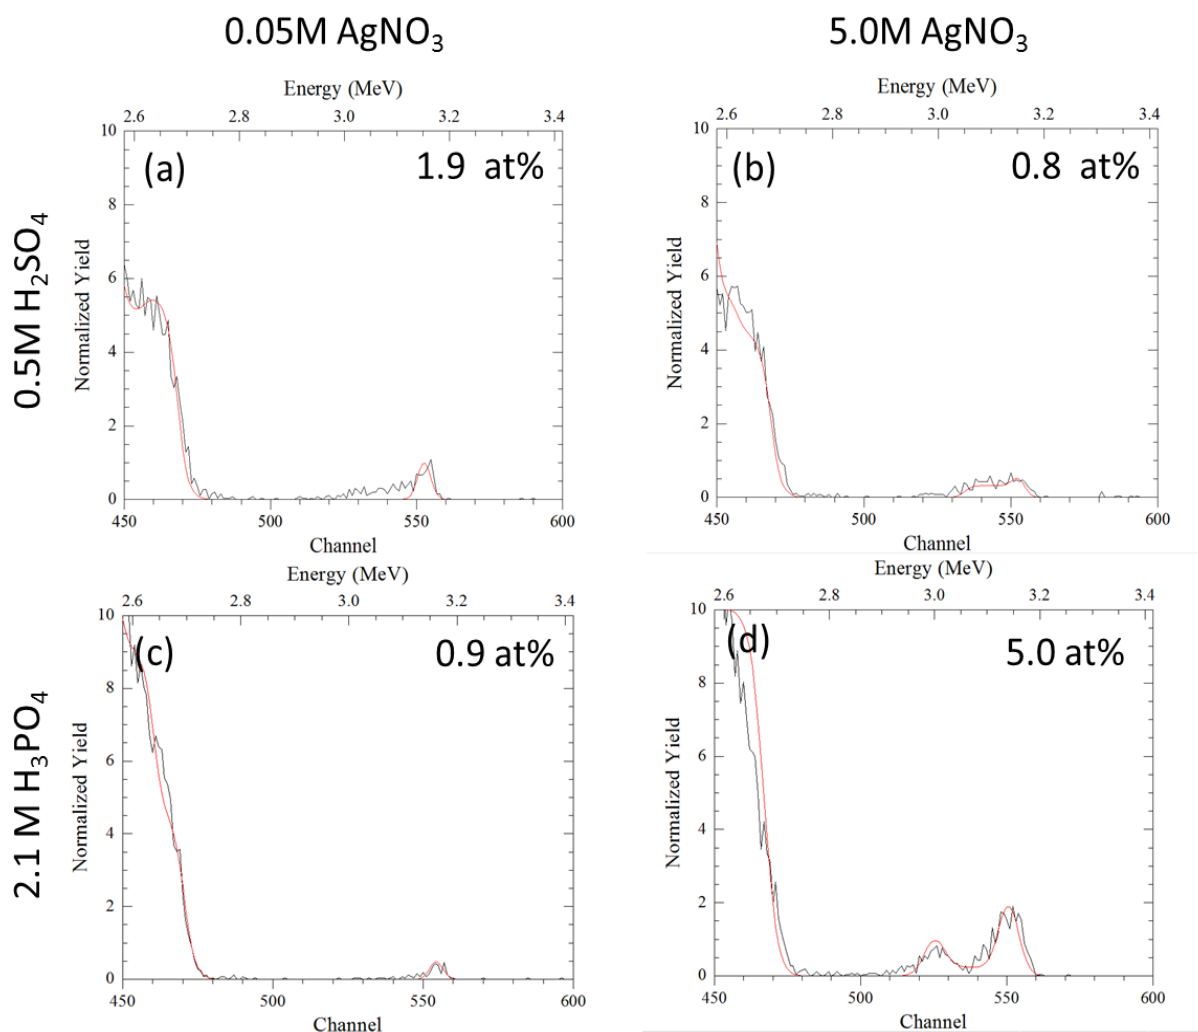 0.05M AgNO₃
5.0M AgNO₃
0.5M H₂SO₄
2.1 M H₃PO₄
Energy (MeV)
2.6 2.8 3.0 3.2 3.4
(a)
1.9 at%
Normalized Yield
10
8
6
4
2
0
450 500 550 600
Channel
Energy (MeV)
2.6 2.8 3.0 3.2 3.4
(b)
0.8 at%
Normalized Yield
10
8
6
4
2
0
450 500 550 600
Channel
Energy (MeV)
2.6 2.8 3.0 3.2 3.4
(c)
0.9 at%
Normalized Yield
10
8
6
4
2
0
450 500 550 600
Channel
Energy (MeV)
2.6 2.8 3.0 3.2 3.4
(d)
5.0 at%
Normalized Yield
10
8
6
4
2
0
450 500 550 600
Channel